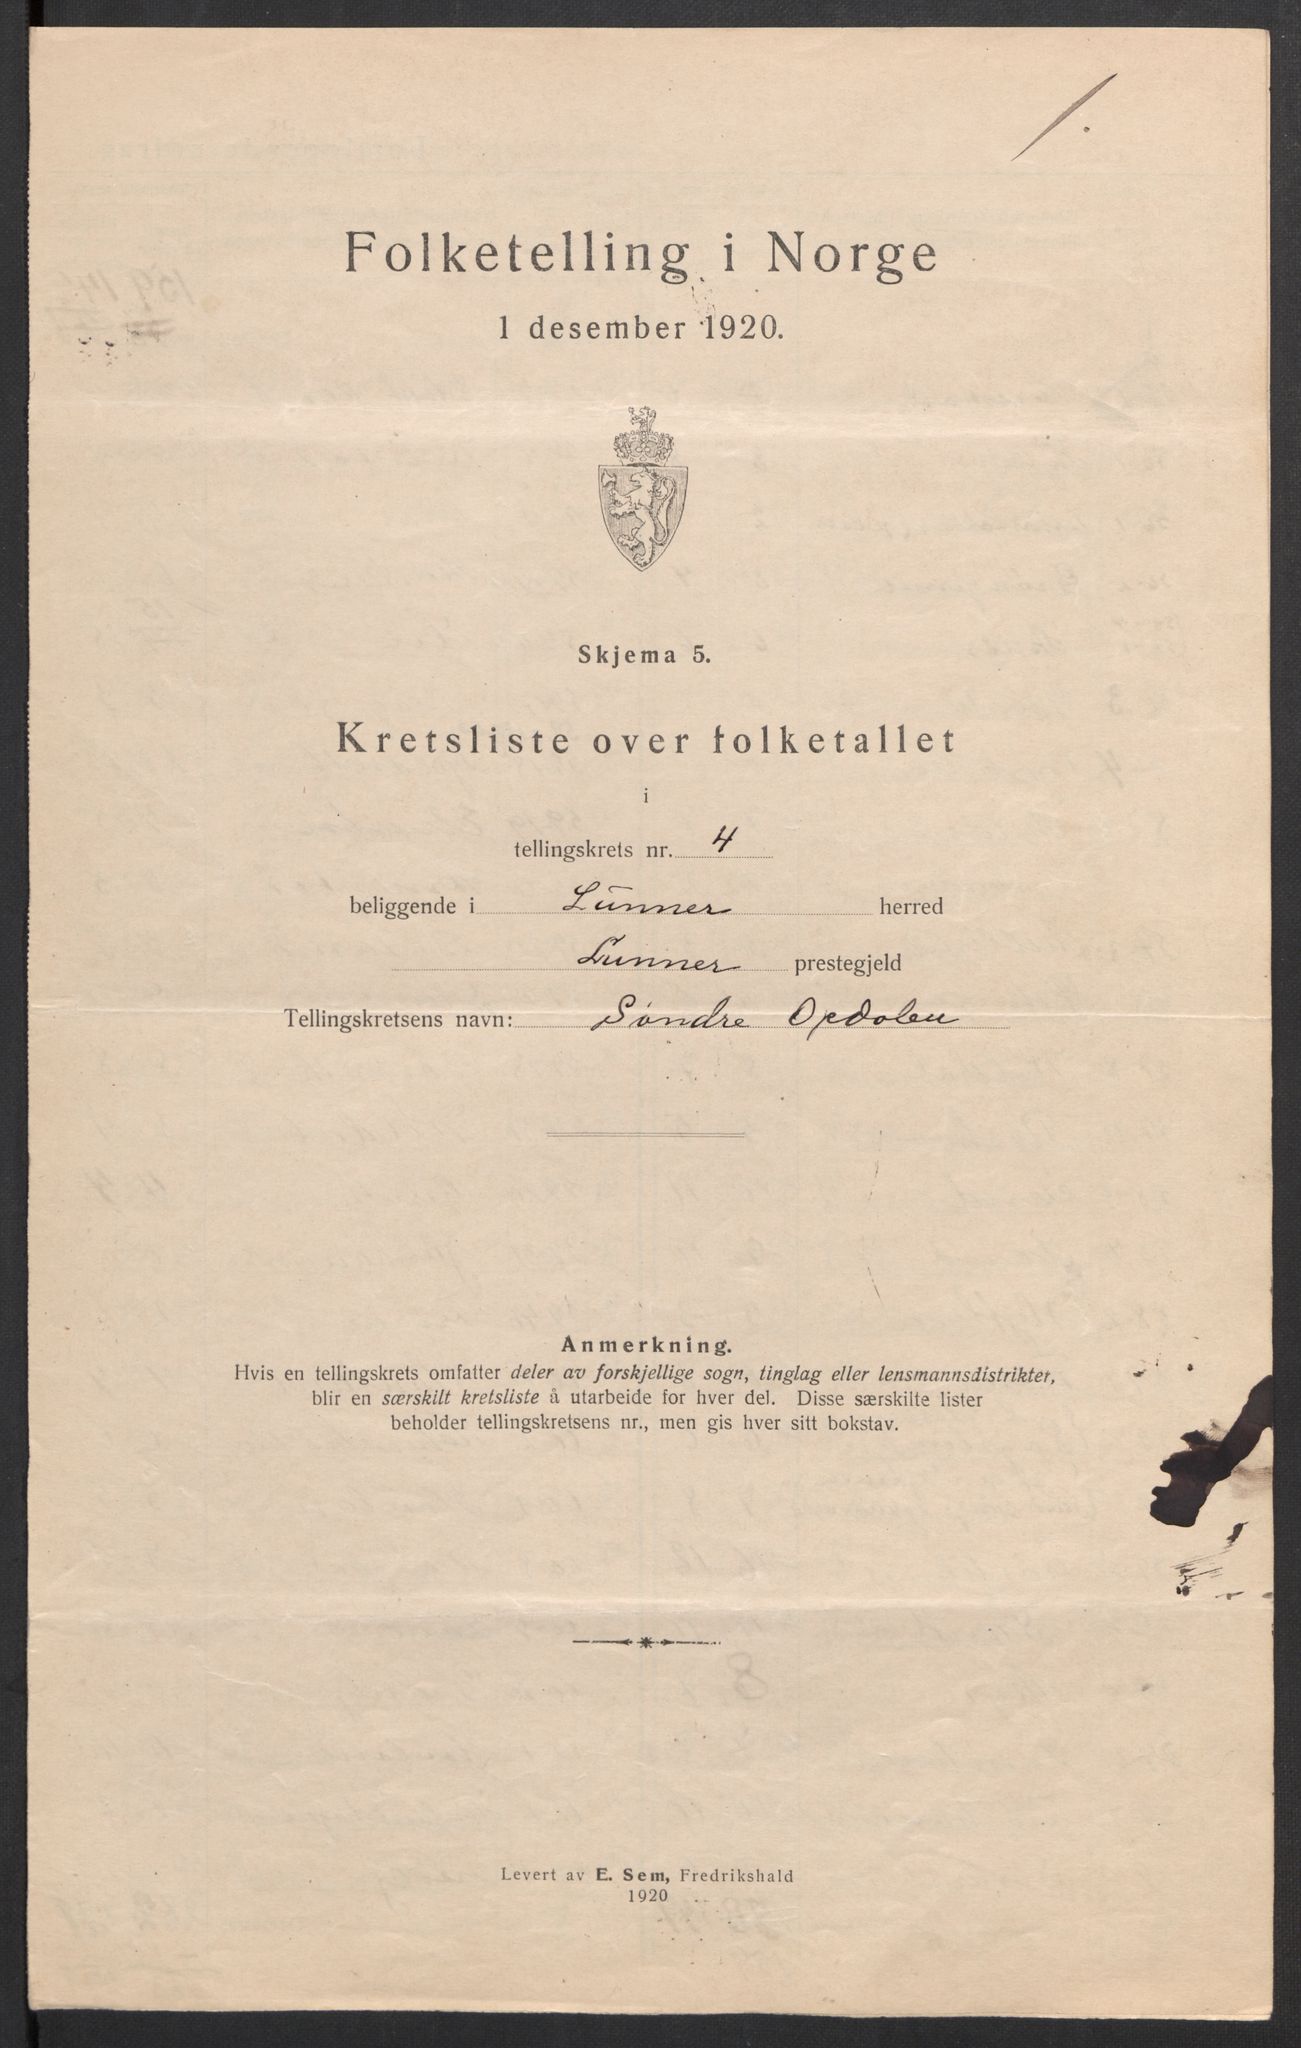 1.
Folketelling i Norge
1 desember 1920.
Skjema 5.
Kretsliste over folketallet
i
tellingskrets nr. 4
beliggende i Lunner herred
Lunner prestegjeld
Tellingskretsens navn: Søndre Opdalen
Anmerkning.
Hvis en tellingskrets omfatter deler av forskjellige sogn, tinglag eller lensmannsdistrikter,
blir en særskilt kretsliste å utarbeide for hver del. Disse særskilte lister
beholder tellingskretsens nr., men gis hver sitt bokstav.
Levert av E. Sem, Fredrikshald
1920